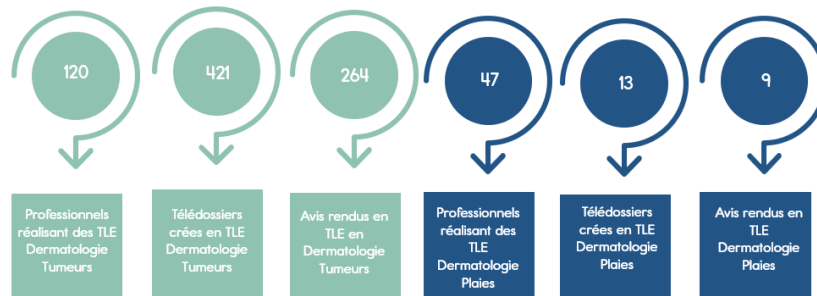 120
421
264
47
13
9
Professionnels
réalisant des TLE
Dermatologie
Tumeurs
Télédossiers
crées en TLE
Dermatologie
Tumeurs
Avis rendus en
TLE en
Dermatologie
Tumeurs
Professionnels
réalisant des
TLE
Dermatologie
Plaies
Télédossiers
crées en TLE
Dermatologie
Plaies
Avis rendus en
TLE
Dermatologie
Plaies